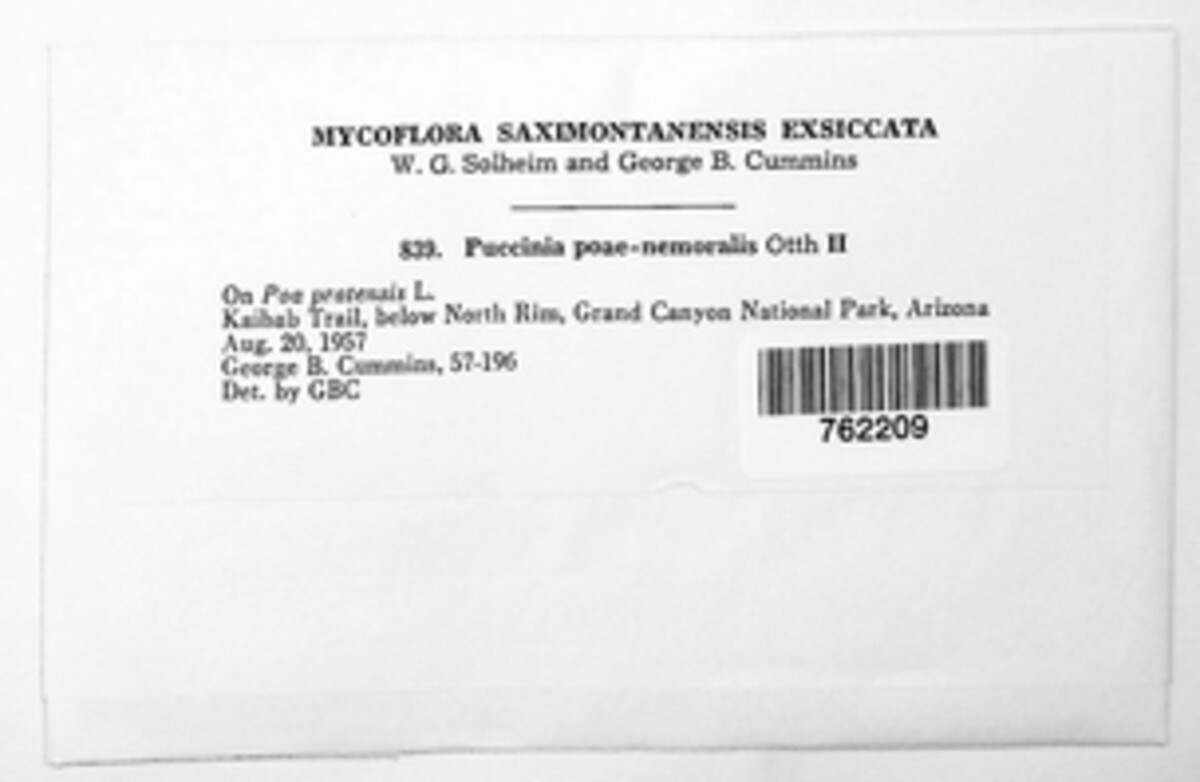 MYCOFLORA SAXIMONTANENSIS EXSICCATA
W. G. Solheim and George B. Cummins
839. Puccinia poae-nemoralis Otth II
On Poa pratensis L.
Kaibab Trail, below North Rim, Grand Canyon National Park, Arizona
Aug. 20, 1957
George B. Cummins, 57-196
Det. by GBC
762209